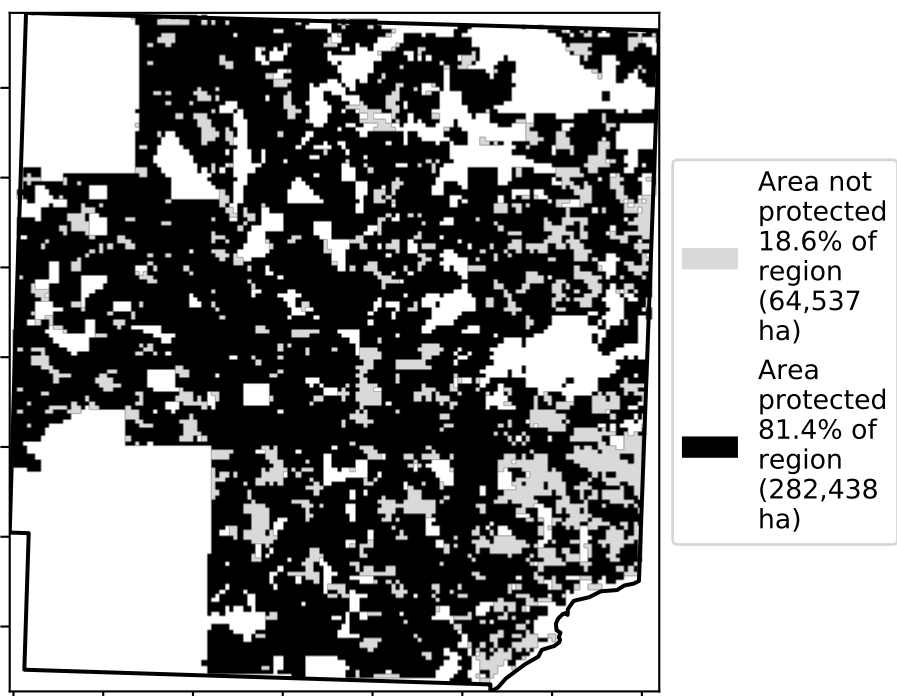 Area not
protected
18.6% of
region
(64,537
ha)
Area
protected
81.4% of
region
(282,438
ha)